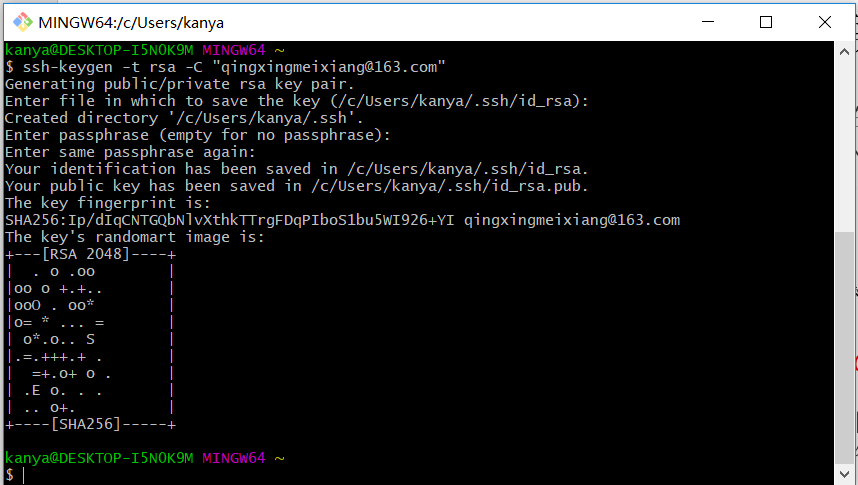 MINGW64:/c/Users/kanya
kanya@DESKTOP-I5N0K9M MINGW64 ~
$ ssh-keygen -t rsa -C "qingxingmeixiang@163.com"
Generating public/private rsa key pair.
Enter file in which to save the key (/c/Users/kanya/.ssh/id_rsa):
Created directory '/c/Users/kanya/.ssh'.
Enter passphrase (empty for no passphrase):
Enter same passphrase again:
Your identification has been saved in /c/Users/kanya/.ssh/id_rsa.
Your public key has been saved in /c/Users/kanya/.ssh/id_rsa.pub.
The key fingerprint is:
SHA256:Ip/dIqCNTGQbNlvXthkTTrgFDqPIboS1bu5WI926+YI qingxingmeixiang@163.com
The key's randomart image is:
+---[RSA 2048]----+
|  . o .oo        |
|oo o +.+..       |
|ooO . oo*        |
|o= * ... =       |
| o*.o.. S        |
|.=.+++.+ .       |
|  =+.o+ o .      |
| .E o. . .       |
| .. o+.          |
+----[SHA256]-----+
kanya@DESKTOP-I5N0K9M MINGW64 ~
$